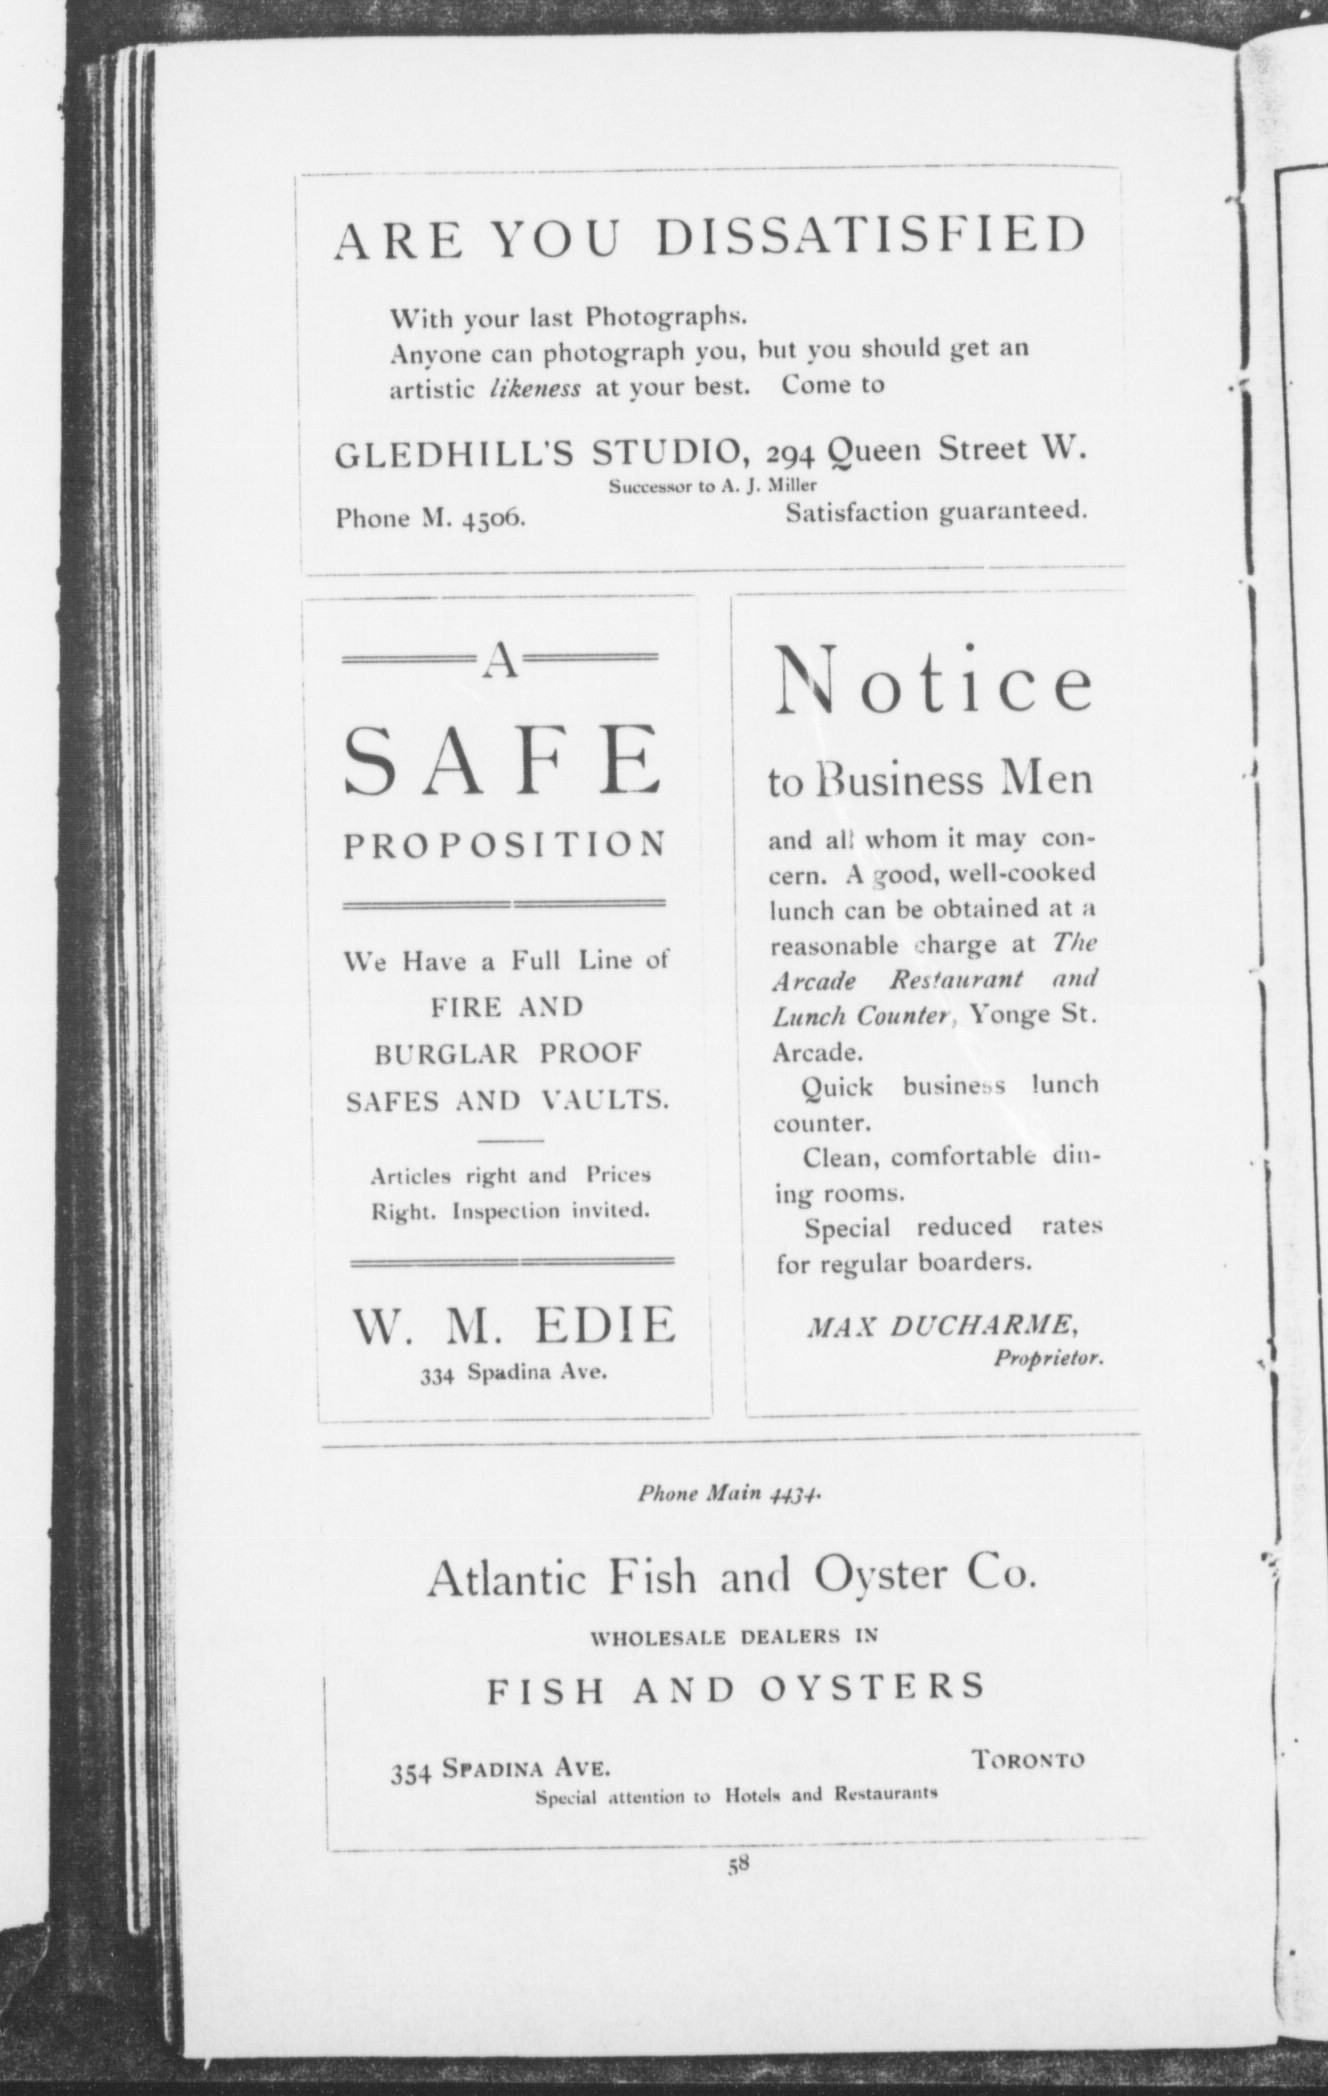 ARE YOU DISSATISFIED
With your last Photographs.
Anyone can photograph you, but you should get an
artistic likeness at your best. Come to
GLEDHILL'S STUDIO, 294 Queen Street W.
Successor to A. J. Miller
Phone M. 4506. Satisfaction guaranteed.
A
SAFE
PROPOSITION
We Have a Full Line of
FIRE AND
BURGLAR PROOF
SAFES AND VAULTS.
Articles right and Prices
Right. Inspection invited.
W. M. EDIE
334 Spadina Ave.
Notice
to Business Men
and all whom it may con-
cern. A good, well-cooked
lunch can be obtained at a
reasonable charge at The
Arcade Restaurant and
Lunch Counter, Yonge St.
Arcade.
Quick business lunch
counter.
Clean, comfortable din-
ing rooms.
Special reduced rates
for regular boarders.
MAX DUCHARME,
Proprietor.
Phone Main 4434.
Atlantic Fish and Oyster Co.
WHOLESALE DEALERS IN
FISH AND OYSTERS
354 SPADINA AVE. TORONTO
Special attention to Hotels and Restaurants
58